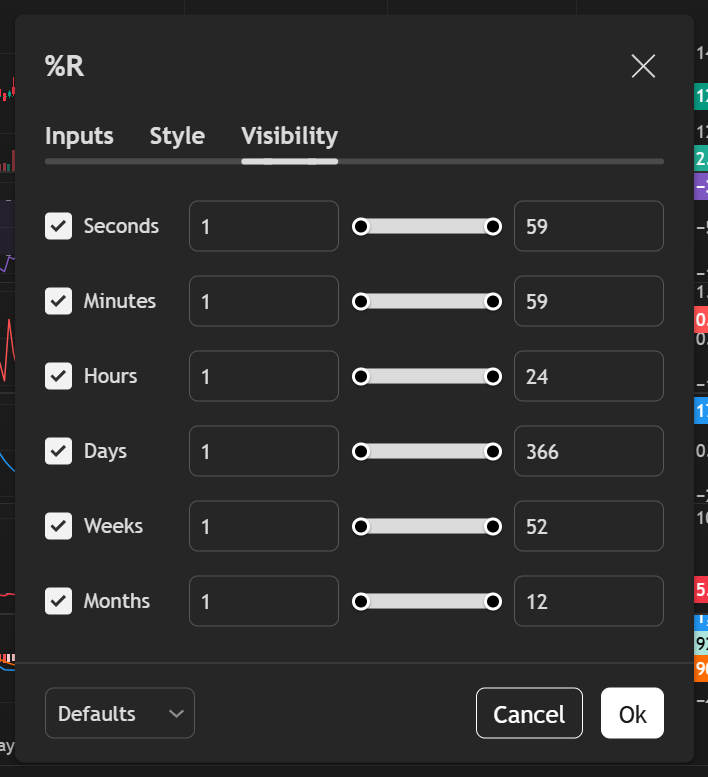 %R
Inputs Style Visibility
Seconds 1 59
Minutes 1 59
Hours 1 24
Days 1 366
Weeks 1 52
Months 1 12
Defaults Cancel Ok